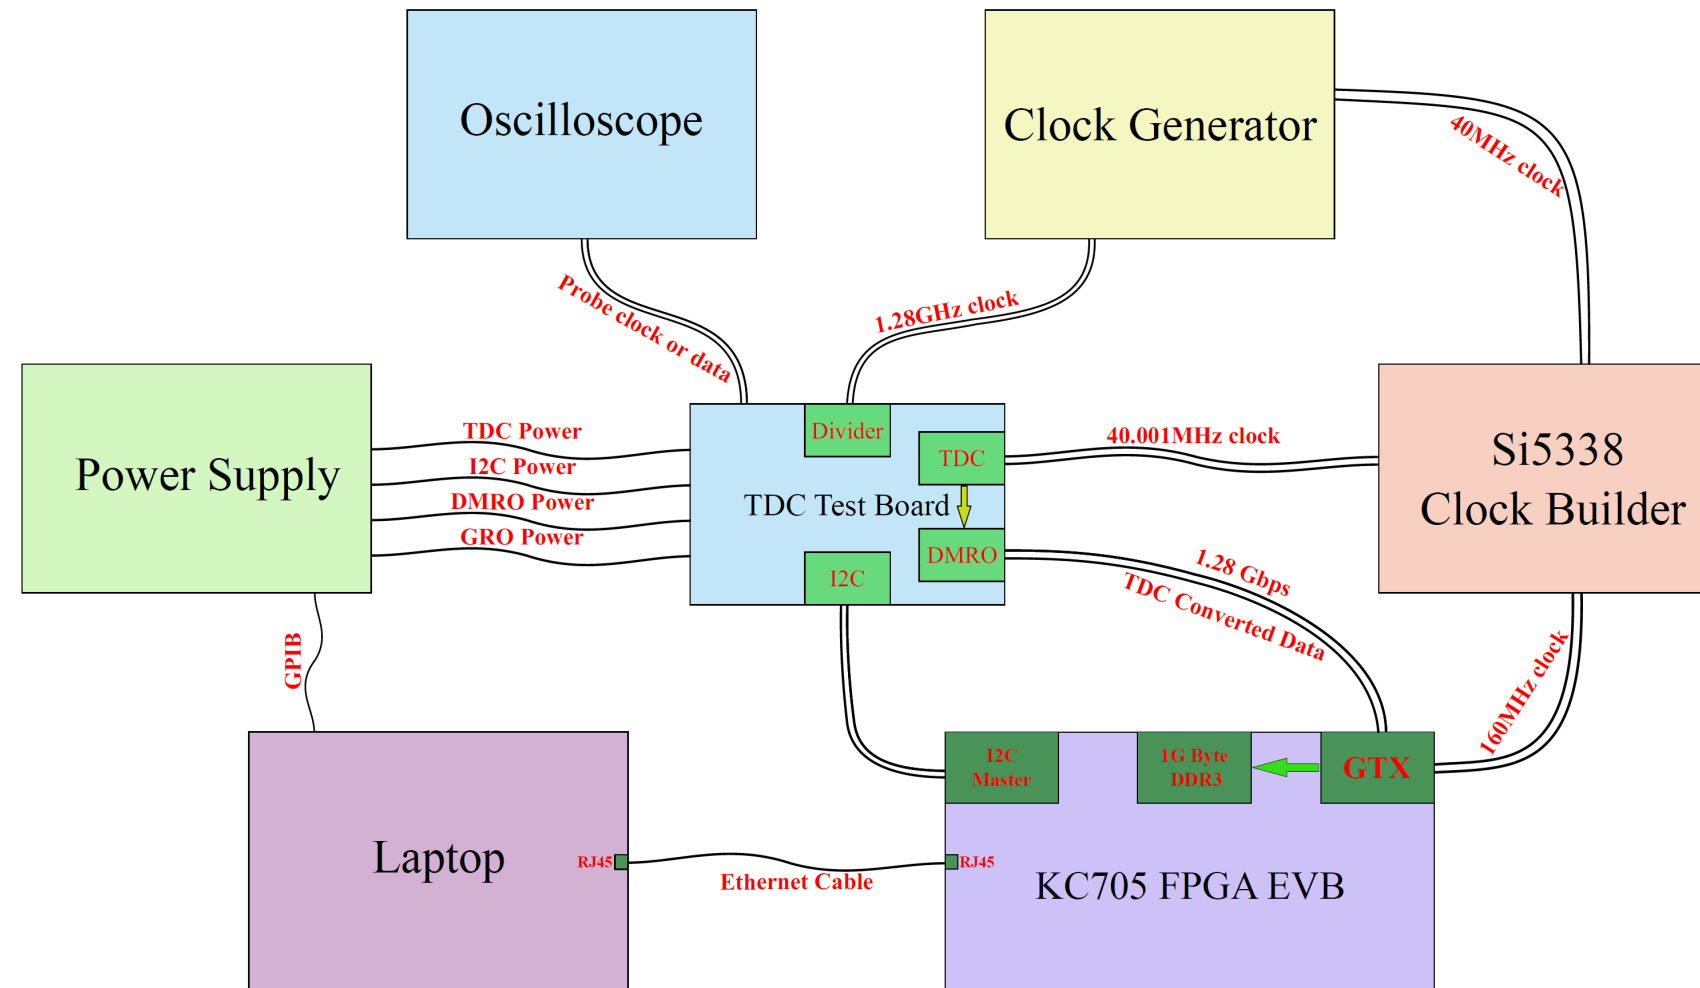 Oscilloscope
Clock Generator
40MHz clock
Probe clock or data
1.28GHz clock
Power Supply
TDC Power
I2C Power
DMRO Power
GRO Power
Divider
TDC
TDC Test Board
DMRO
I2C
40.001MHz clock
Si5338
Clock Builder
1.28 Gbps
TDC Converted Data
160MHz clock
GPIB
Laptop
RJ45
Ethernet Cable
RJ45
I2C
Master
1G Byte
DDR3
GTX
KC705 FPGA EVB